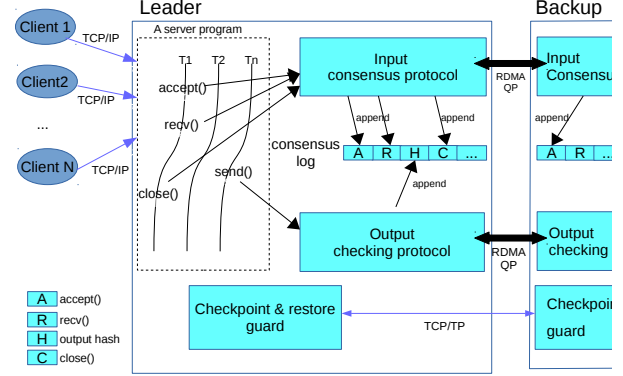 Leader
Backup
Client 1
TCP/IP
A server program
T1 T2 Tn
Input
consensus protocol
RDMA
QP
Input
Consensu
Client2
TCP/IP
accept()
recv()
append
append
append
...
consensus
log
A R H C ...
A R ...
Client N
TCP/IP
close()
send()
append
Output
checking protocol
RDMA
QP
Output
checking
A accept()
R recv()
H output hash
C close()
Checkpoint & restore
guard
TCP/TP
Checkpoin
guard